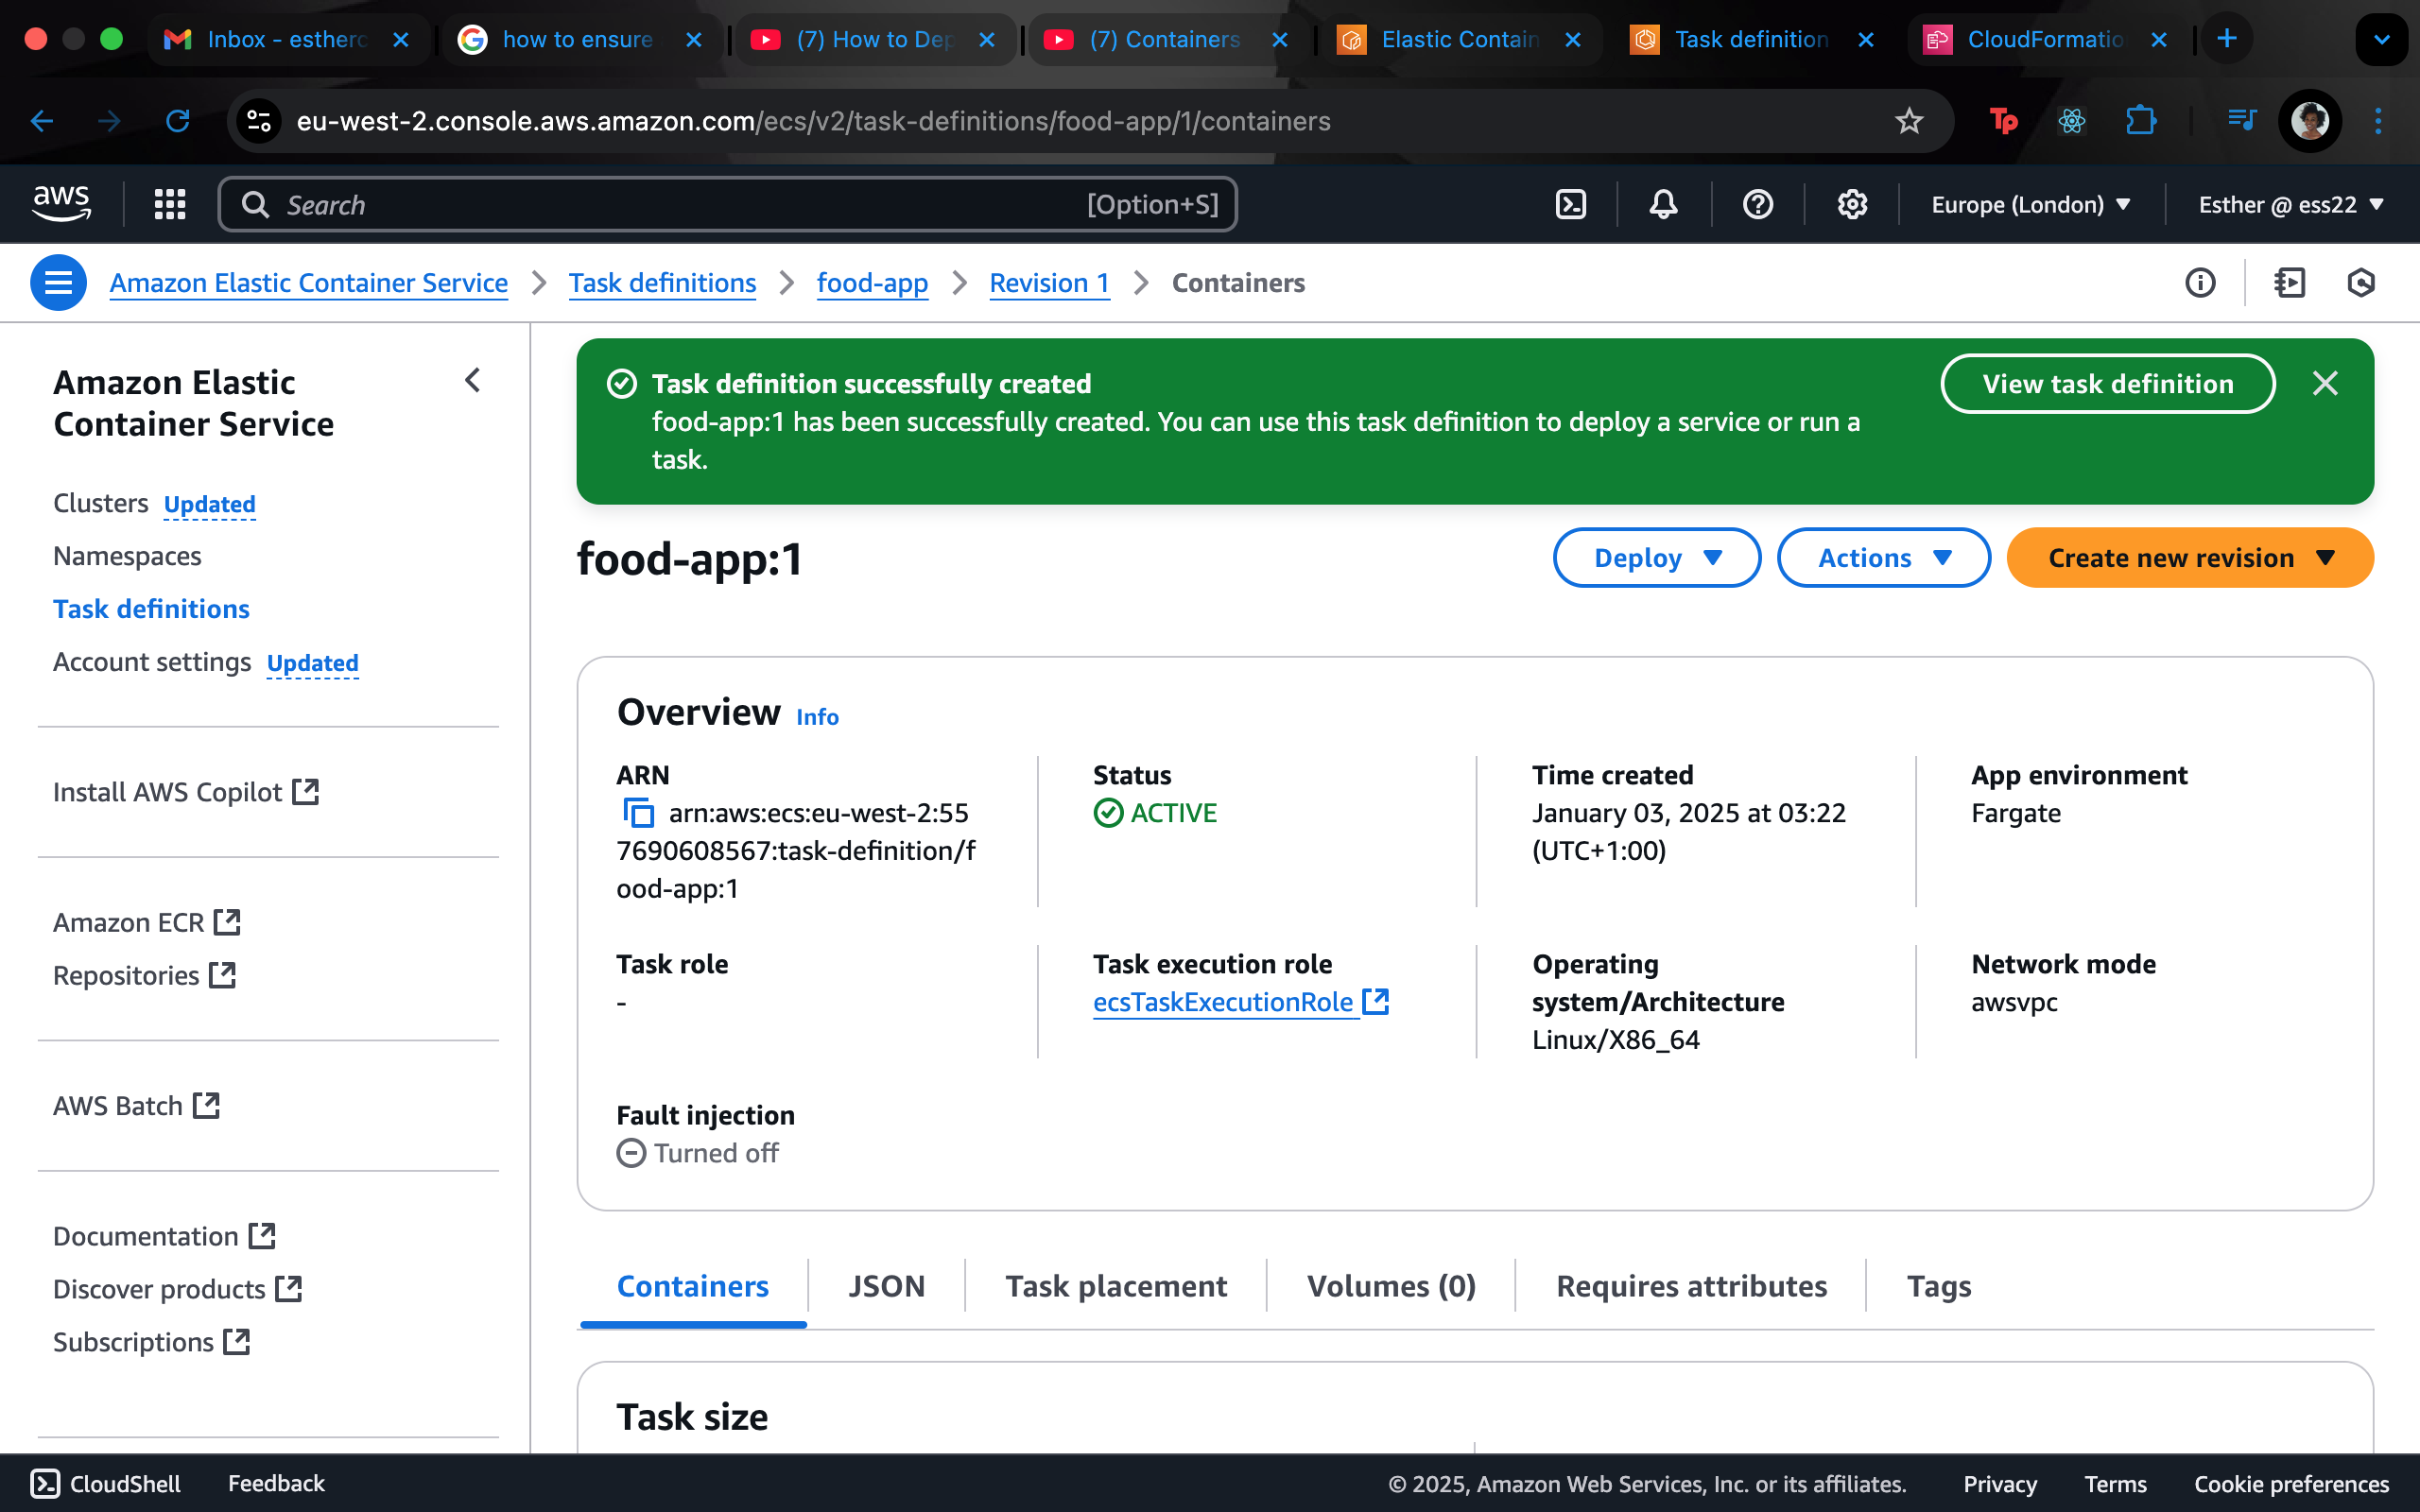 Inbox - estherc
how to ensure
(7) How to Dep
(7) Containers
Elastic Contain
Task definition
CloudFormatio
eu-west-2.console.aws.amazon.com/ecs/v2/task-definitions/food-app/1/containers
Tp
aws
Search
[Option+S]
Europe (London)
Esther @ ess22
Amazon Elastic Container Service
Task definitions
food-app
Revision 1
Containers
Amazon Elastic
Container Service
Clusters Updated
Namespaces
Task definitions
Account settings Updated
Install AWS Copilot
Amazon ECR
Repositories
AWS Batch
Documentation
Discover products
Subscriptions
Task definition successfully created
food-app:1 has been successfully created. You can use this task definition to deploy a service or run a
task.
View task definition
food-app:1
Deploy
Actions
Create new revision
Overview Info
ARN
arn:aws:ecs:eu-west-2:55
7690608567:task-definition/f
ood-app:1
Status
ACTIVE
Time created
January 03, 2025 at 03:22
(UTC+1:00)
App environment
Fargate
Task role
-
Task execution role
ecsTaskExecutionRole
Operating
system/Architecture
Linux/X86_64
Network mode
awsvpc
Fault injection
Turned off
Containers
JSON
Task placement
Volumes (0)
Requires attributes
Tags
Task size
CloudShell
Feedback
© 2025, Amazon Web Services, Inc. or its affiliates.
Privacy
Terms
Cookie preferences